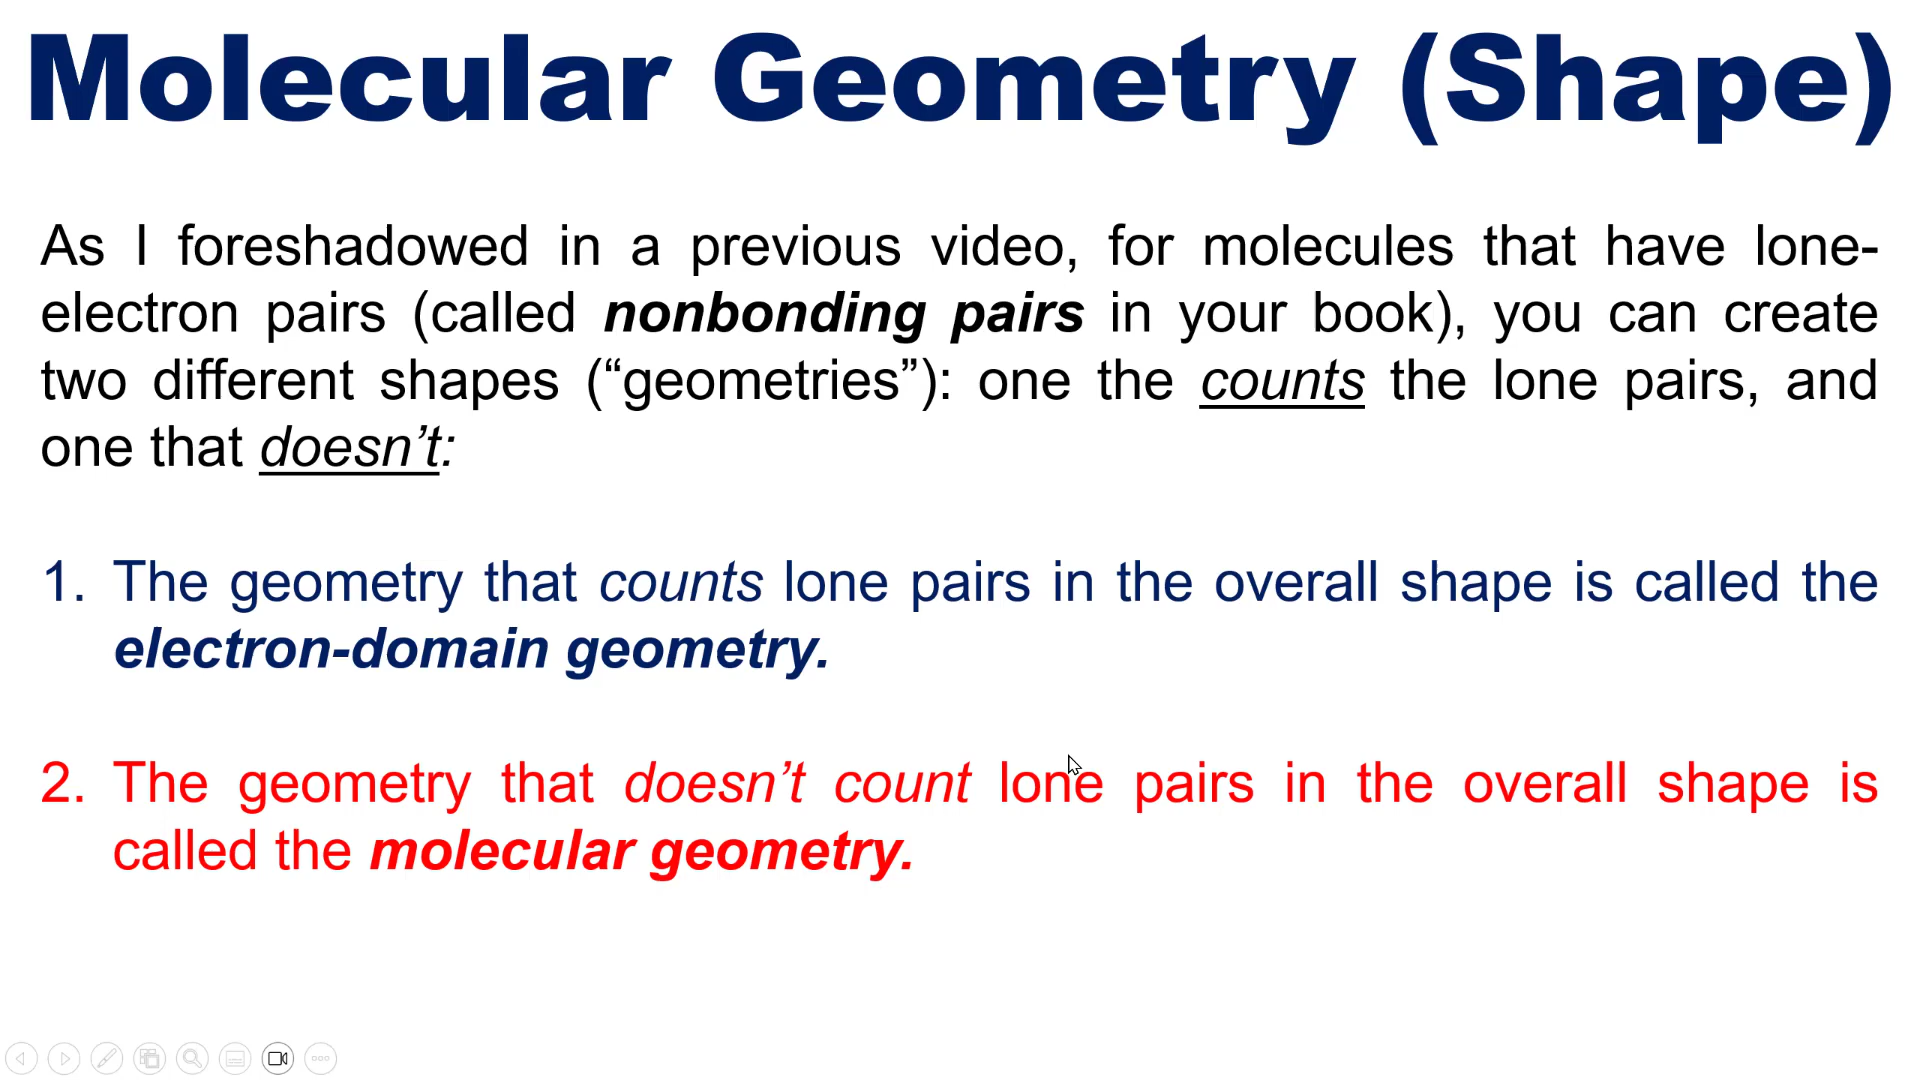 Molecular Geometry (Shape)
As I foreshadowed in a previous video, for molecules that have lone-
electron pairs (called nonbonding pairs in your book), you can create
two different shapes (“geometries”): one the counts the lone pairs, and
one that doesn’t:
1. The geometry that counts lone pairs in the overall shape is called the
electron-domain geometry.
2. The geometry that doesn’t count lone pairs in the overall shape is
called the molecular geometry.